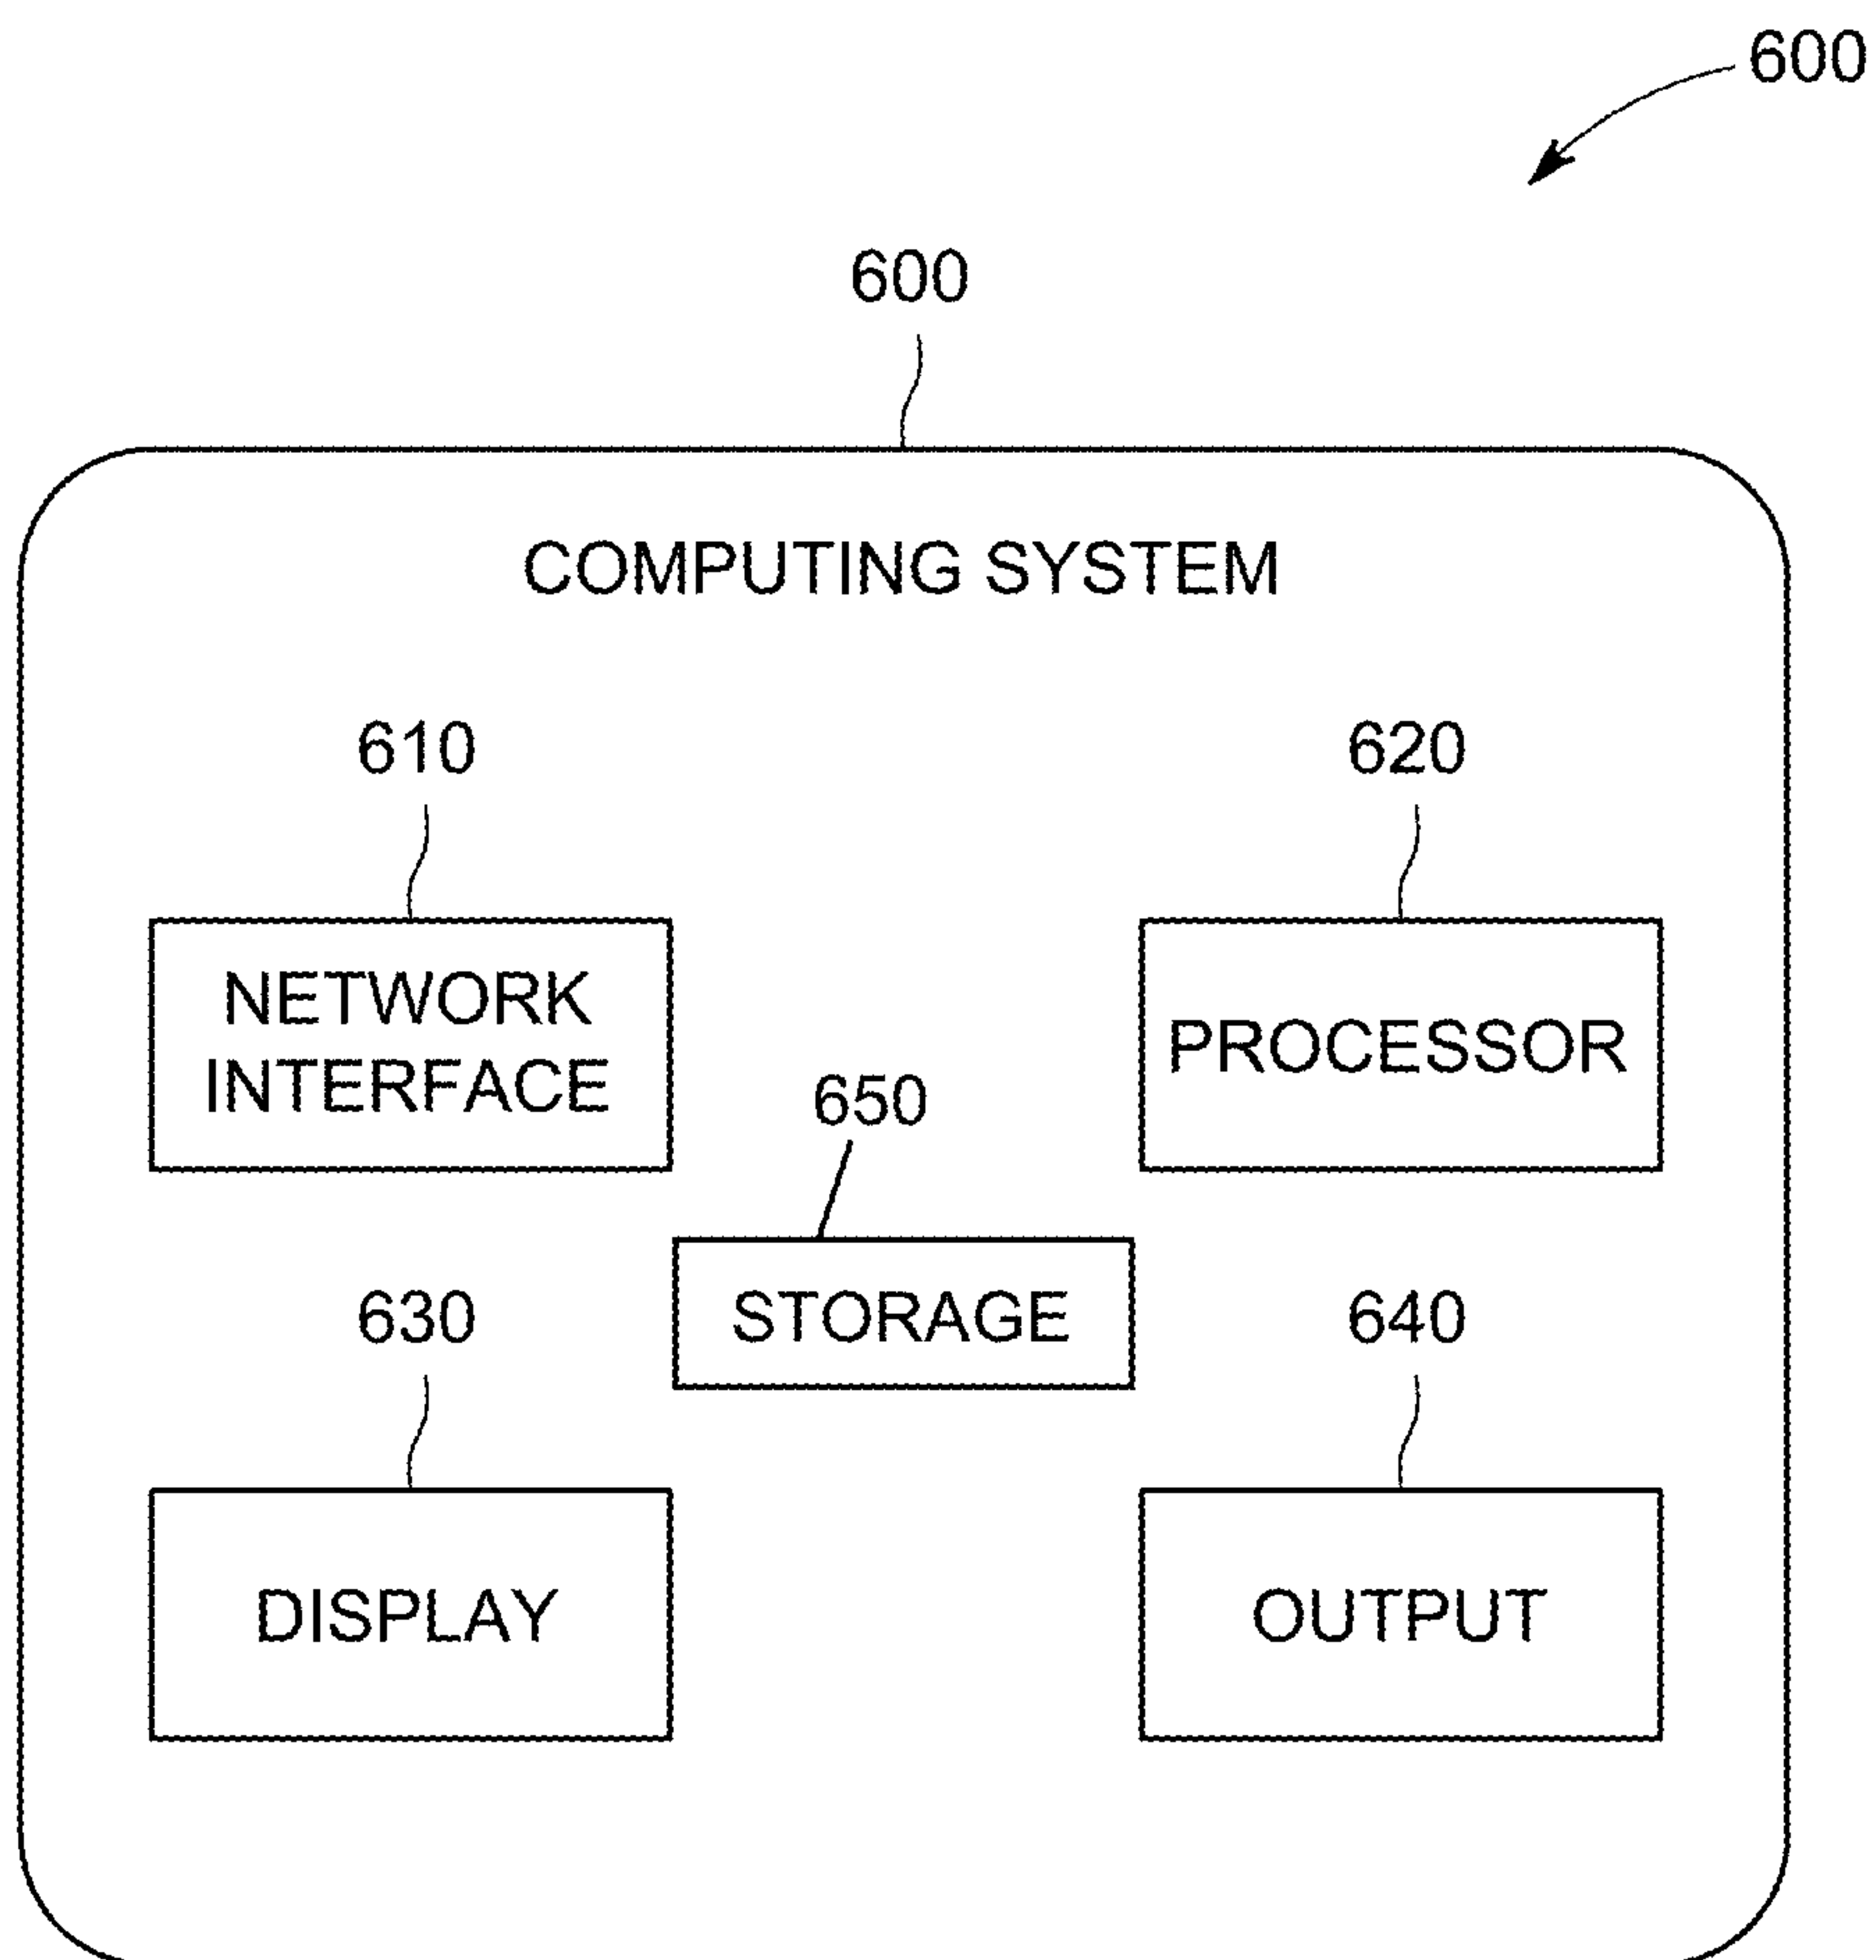 600
600
COMPUTING SYSTEM
610
620
NETWORK
INTERFACE
PROCESSOR
650
STORAGE
630
640
DISPLAY
OUTPUT